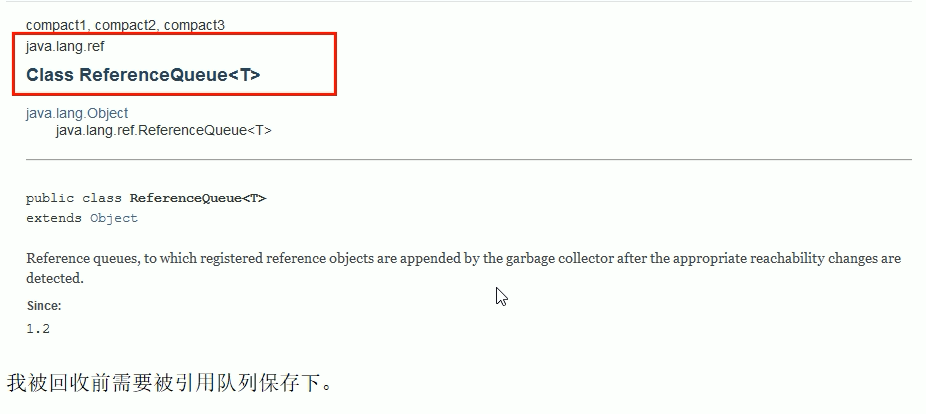 compact1, compact2, compact3
java.lang.ref
Class ReferenceQueue<T>
java.lang.Object
java.lang.ref.ReferenceQueue<T>
public class ReferenceQueue<T>
extends Object
Reference queues, to which registered reference objects are appended by the garbage collector after the appropriate reachability changes are
detected.
Since:
1.2
我被回收前需要被引用队列保存下。